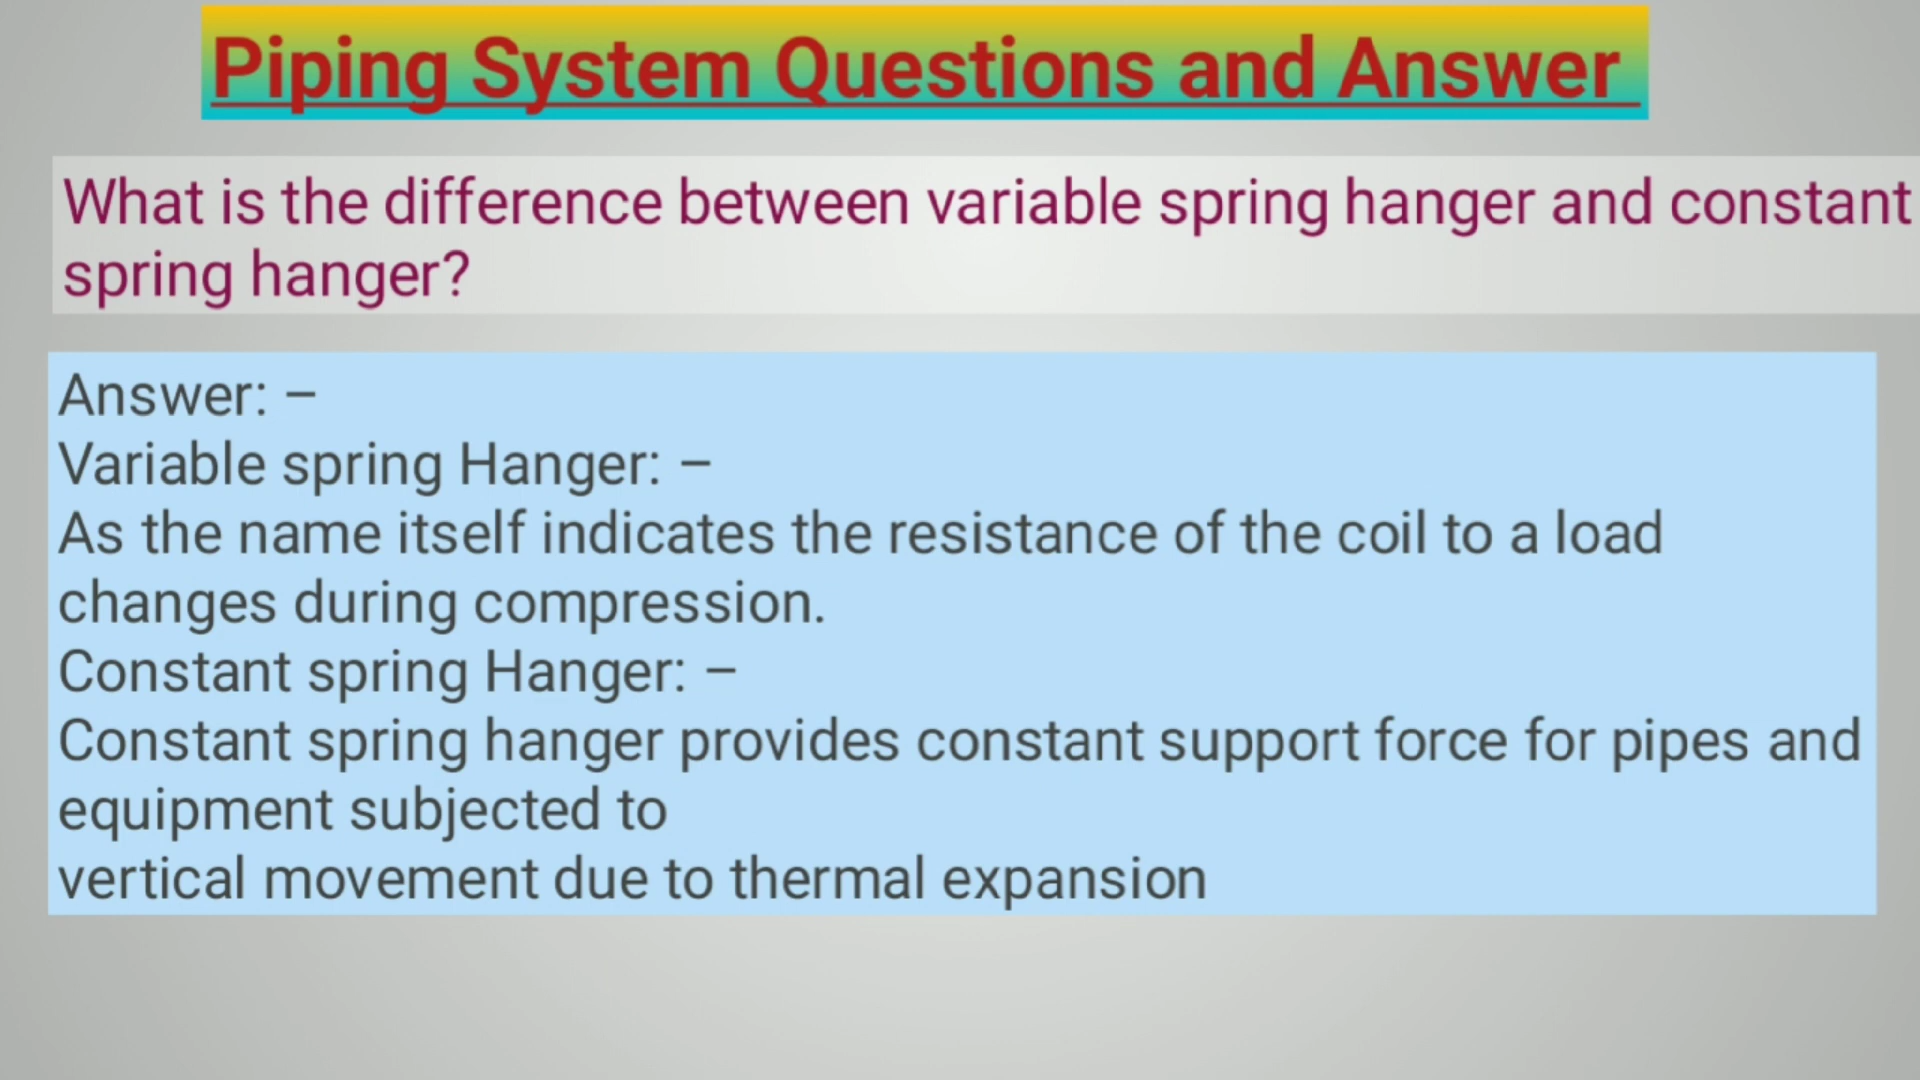 Piping System Questions and Answer
What is the difference between variable spring hanger and constant
spring hanger?
Answer: –
Variable spring Hanger: –
As the name itself indicates the resistance of the coil to a load
changes during compression.
Constant spring Hanger: –
Constant spring hanger provides constant support force for pipes and
equipment subjected to
vertical movement due to thermal expansion